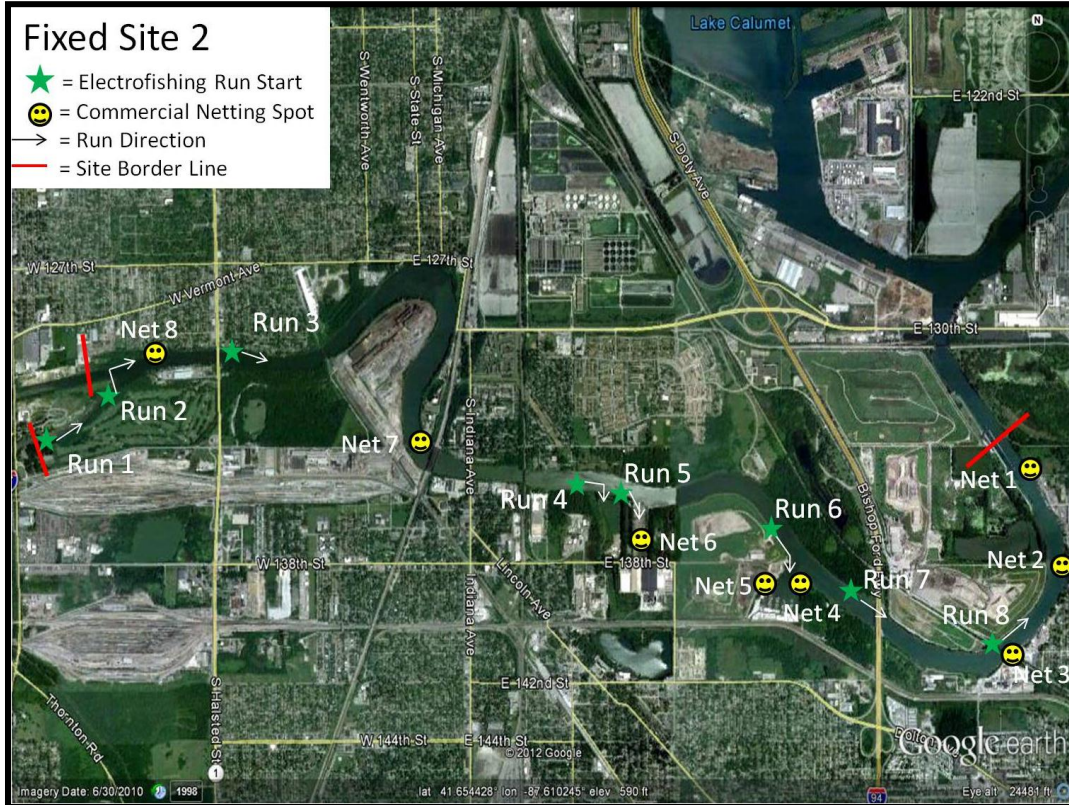 Fixed Site 2
= Electrofishing Run Start
= Commercial Netting Spot
= Run Direction
= Site Border Line
Lake Calumet
N
E 122nd St
S Wentworth Ave
S State St
S Michigan Ave
S Doty Ave
W 127th St
E 127th St
W Vermont Ave
E 130th St
Net 8
Run 3
Run 2
Run 1
Net 7
S Indiana Ave
Run 4
Run 5
Net 6
Run 6
Net 1
Bishop Ford
Net 2
W 138th St
E 138th St
Net 5
Net 4
Run 7
Run 8
Net 3
Lincoln Ave
Indiana Ave
E 142nd St
Thornton Rd
S Halsted St
W 144th St
E 144th St
© 2012 Google
1
94
Google earth
Imagery Date: 6/30/2010
1998
lat 41.654428° lon -87.610245° elev 590 ft
Eye alt 24481 ft